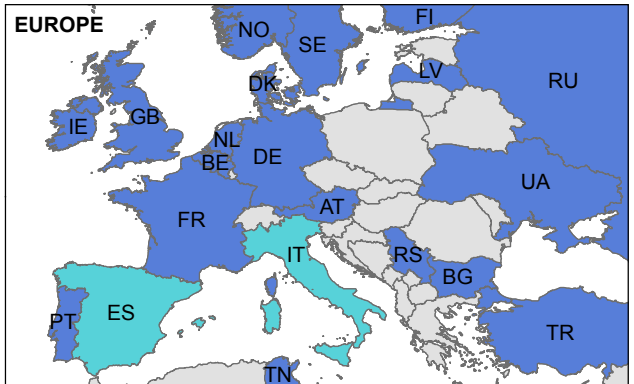 EUROPE
NO
SE
FI
DK
LV
RU
IE
GB
NL
BE
DE
UA
FR
AT
IT
RS
BG
PT
ES
TR
TN